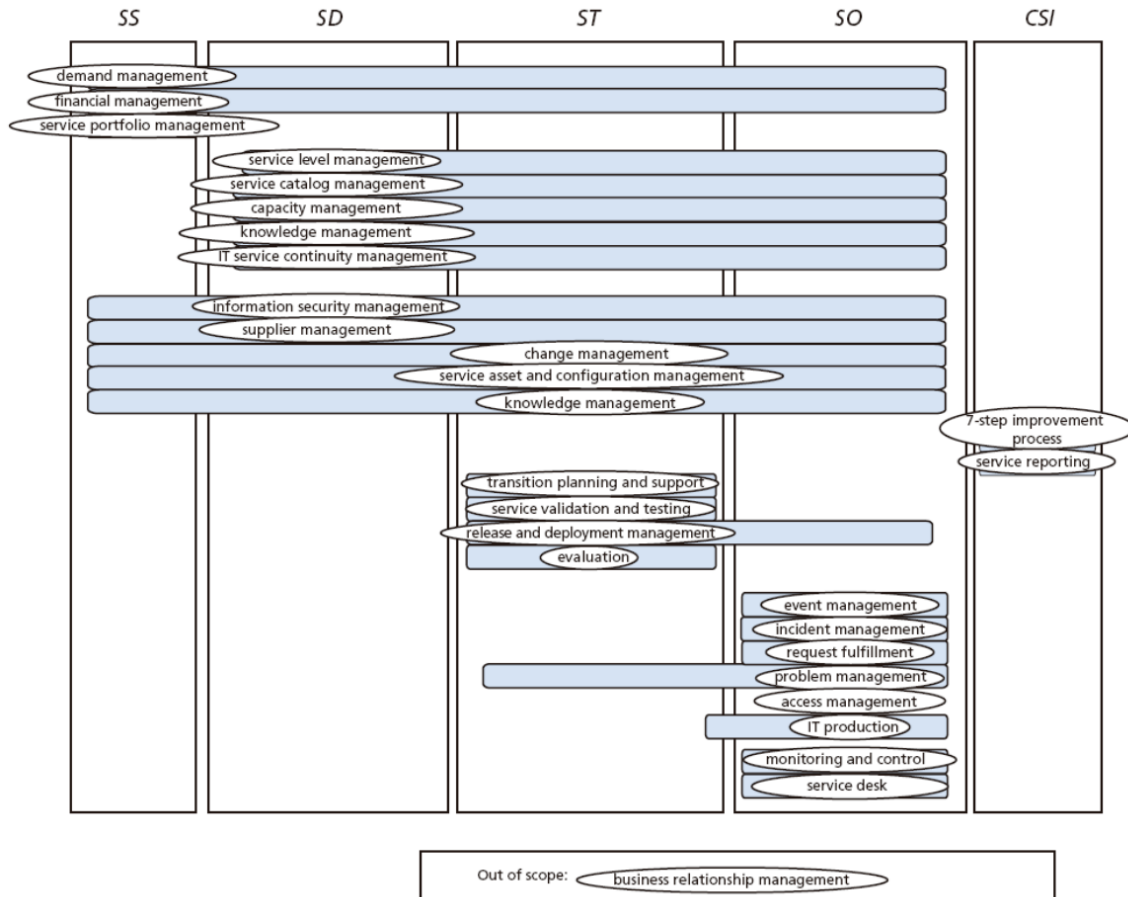 SS SD ST SO CSI
demand management
financial management
service portfolio management
service level management
service catalog management
capacity management
knowledge management
IT service continuity management
information security management
supplier management
change management
service asset and configuration management
knowledge management
7-step improvement
process
service reporting
transition planning and support
service validation and testing
release and deployment management
evaluation
event management
incident management
request fulfillment
problem management
access management
IT production
monitoring and control
service desk
Out of scope: business relationship management